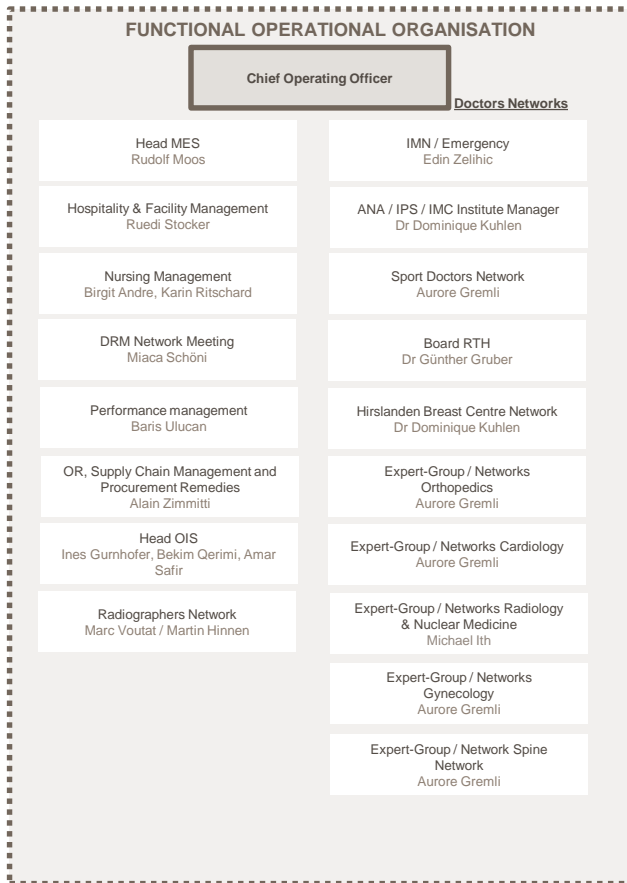 FUNCTIONAL OPERATIONAL ORGANISATION
Chief Operating Officer
Doctors Networks
Head MES
Rudolf Moos
Hospitality & Facility Management
Ruedi Stocker
Nursing Management
Birgit Andre, Karin Ritschard
DRM Network Meeting
Miaca Schöni
Performance management
Baris Ulucan
OR, Supply Chain Management and
Procurement Remedies
Alain Zimmitti
Head OIS
Ines Gurnhofer, Bekim Qerimi, Amar
Safir
Radiographers Network
Marc Voutat / Martin Hinnen
IMN / Emergency
Edin Zelihic
ANA / IPS / IMC Institute Manager
Dr Dominique Kuhlen
Sport Doctors Network
Aurore Gremli
Board RTH
Dr Günther Gruber
Hirslanden Breast Centre Network
Dr Dominique Kuhlen
Expert-Group / Networks
Orthopedics
Aurore Gremli
Expert-Group / Networks Cardiology
Aurore Gremli
Expert-Group / Networks Radiology
& Nuclear Medicine
Michael Ith
Expert-Group / Networks
Gynecology
Aurore Gremli
Expert-Group / Network Spine
Network
Aurore Gremli